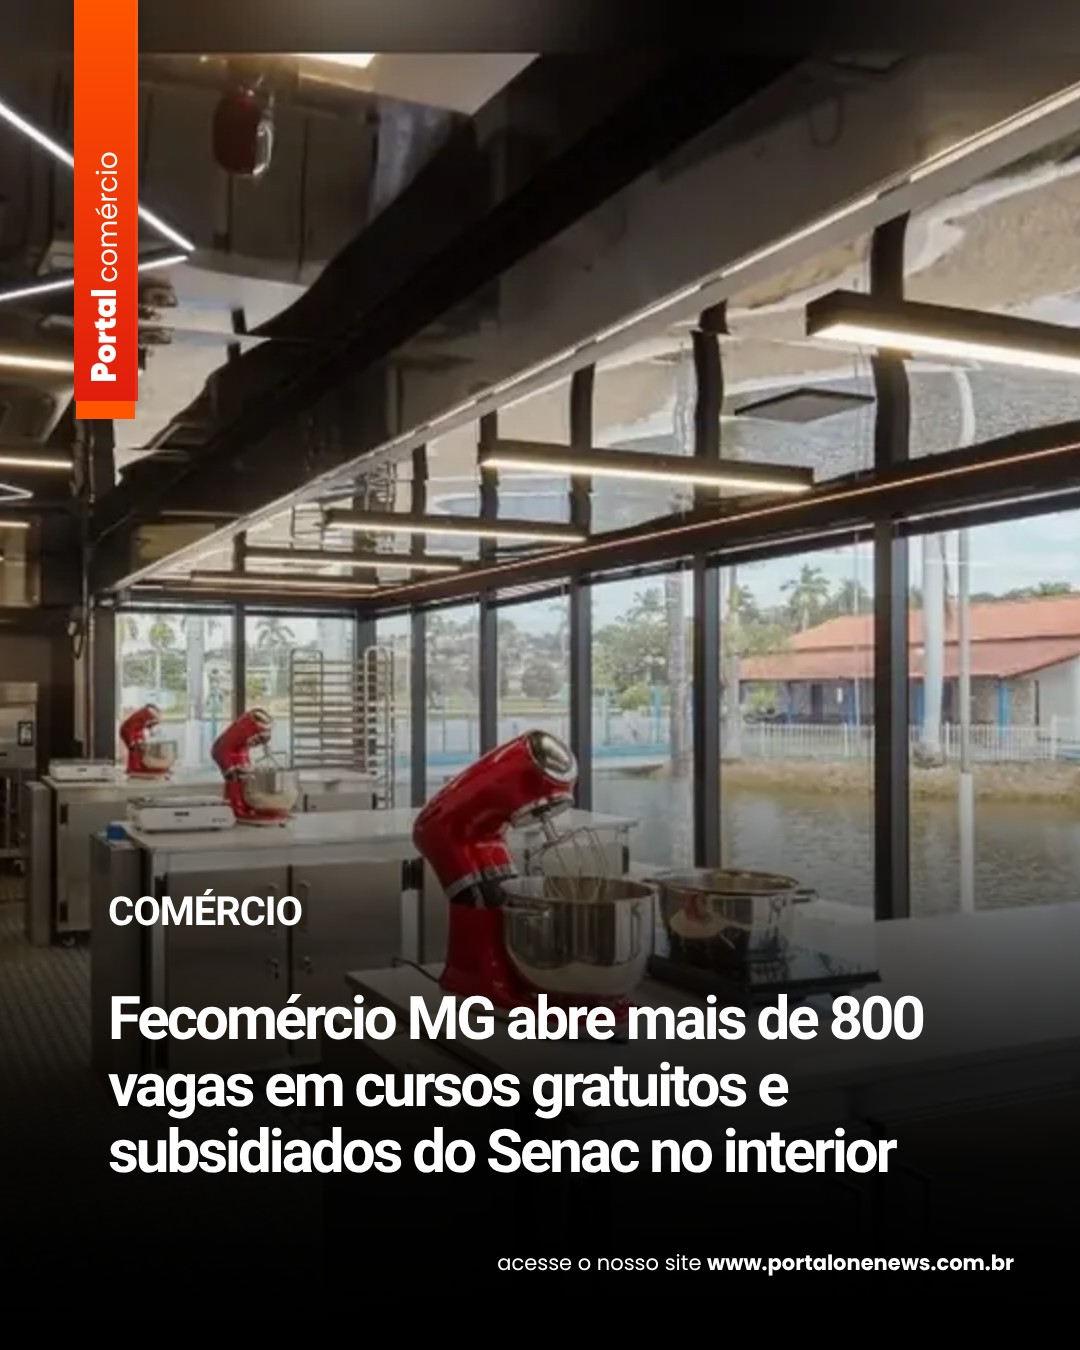 Portal comércio
COMÉRCIO
Fecomércio MG abre mais de 800
vagas em cursos gratuitos e
subsidiados do Senac no interior
acesse o nosso site www.portalonenews.com.br